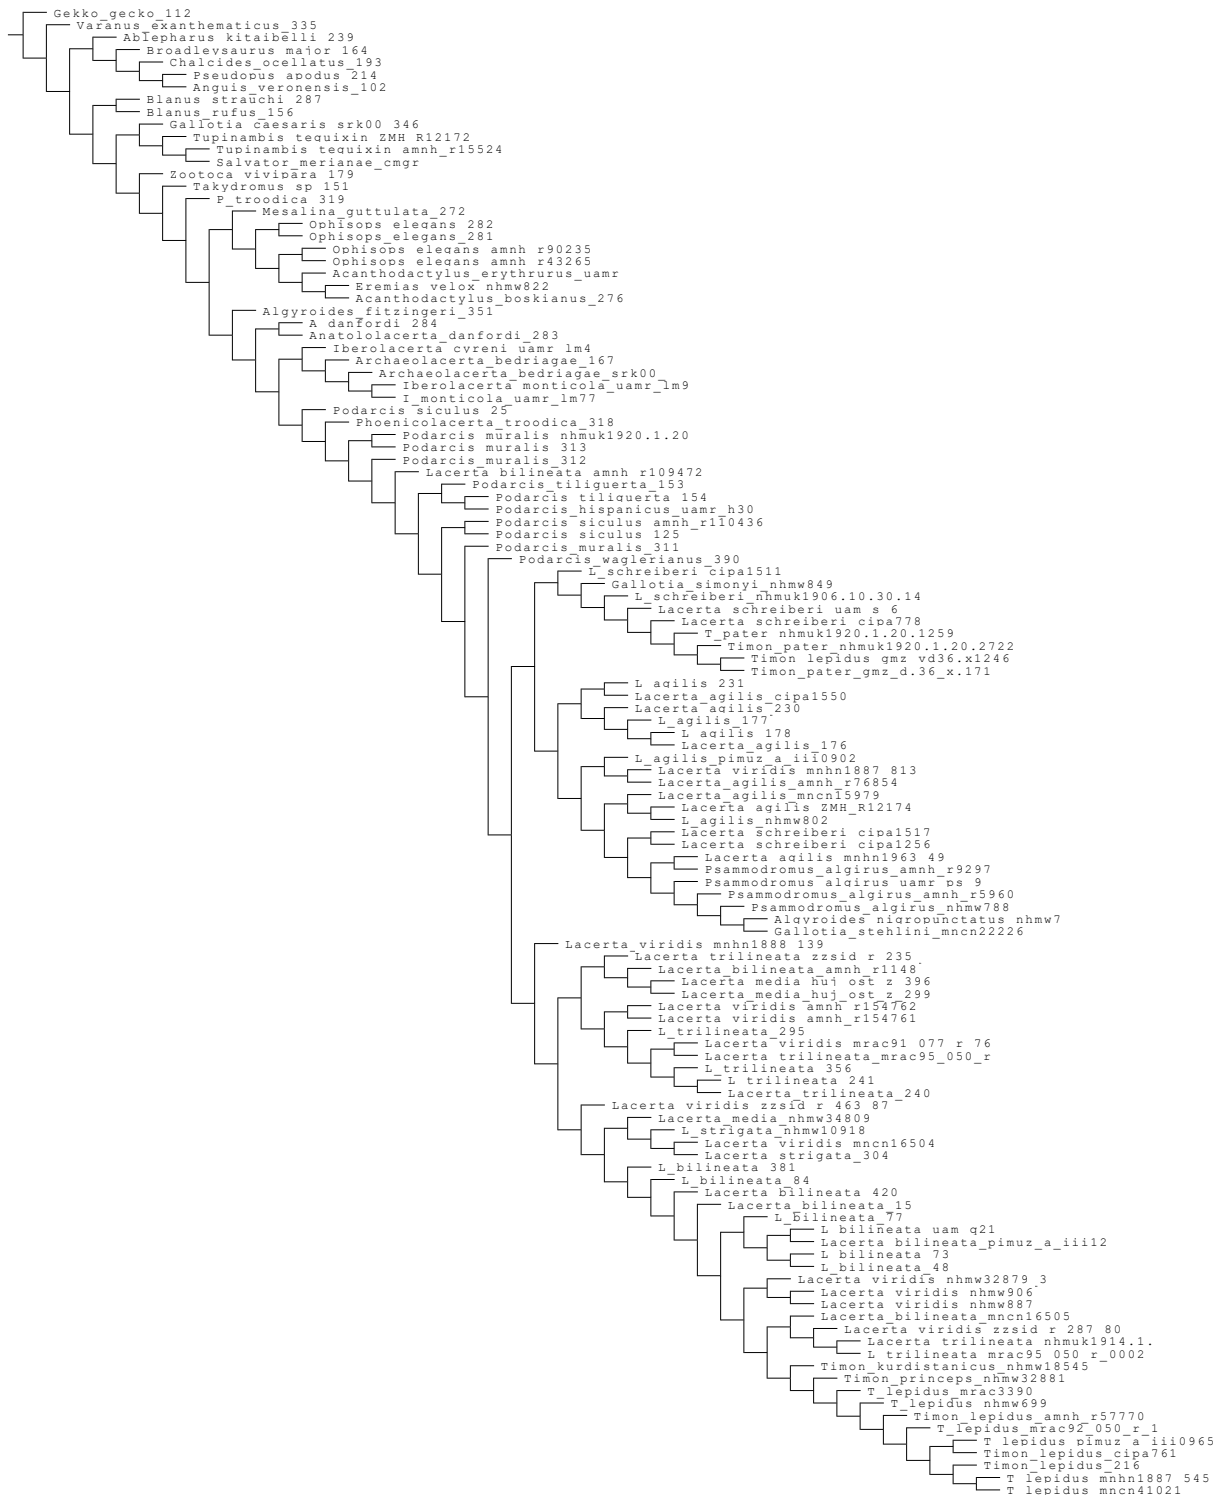 Gekko_gecko_112
Varanus_exanthematicus_335
Ablepharus_kitaibelli_239
Broadleysaurus_major_164
Chalcides_ocellatus_193
Pseudopus_apodus_214
Anguis_veronensis_102
Blanus_strauchi_287
Blanus_rufus_156
Gallotia_caesaris_srk00_346
Tupinambis_teguixin_ZMH_R12172
Tupinambis_teguixin_amnh_r15524
Salvator_merianae_cmgr
Zootoca_vivipara_179
Takydromus_sp_151
P_troodica_319
Mesalina_guttulata_272
Ophisops_elegans_282
Ophisops_elegans_281
Ophisops_elegans_amnh_r90235
Ophisops_elegans_amnh_r43265
Acanthodactylus_erythrurus_uamr
Eremias_velox_nhmw822
Acanthodactylus_boskianus_276
Algyroides_fitzingeri_351
A_danfordi_284
Anatololacerta_danfordi_283
Iberolacerta_cyreni_uamr_lm4
Archaeolacerta_bedriagae_167
Archaeolacerta_bedriagae_srk00_
Iberolacerta_monticola_uamr_lm9
I_monticola_uamr_lm77
Podarcis_siculus_25
Phoenicolacerta_troodica_318
Podarcis_muralis_nhmuk1920.1.20
Podarcis_muralis_313
Podarcis_muralis_312
Lacerta_bilineata_amnh_r109472
Podarcis_tiliguerta_153
Podarcis_tiliguerta_154
Podarcis_hispanicus_uamr_h30
Podarcis_siculus_amnh_r110436
Podarcis_siculus_125
Podarcis_muralis_311
Podarcis_waglerianus_390
L_schreiberi_cipa1511
Gallotia_simonyi_nhmw849
L_schreiberi_nhmuk1906.10.30.14
Lacerta_schreiberi_uam_s_6
Lacerta_schreiberi_cipa778
T_pater_nhmuk1920.1.20.1259
Timon_pater_nhmuk1920.1.20.2722
Timon_lepidus_gmz_vd36.x1246
Timon_pater_gmz_d.36_x.171
L_agilis_231
Lacerta_agilis_cipa1550
Lacerta_agilis_230
L_agilis_177
L_agilis_178
Lacerta_agilis_176
L_agilis_pimuz_a_iii0902
Lacerta_viridis_mnhn1887_813
Lacerta_agilis_amnh_r76854
Lacerta_agilis_mncn15979
Lacerta_agilis_ZMH_R12174
L_agilis_nhmw802
Lacerta_schreiberi_cipa1517
Lacerta_schreiberi_cipa1256
Lacerta_agilis_mnhn1963_49
Psammodromus_algirus_amnh_r9297
Psammodromus_algirus_uamr_ps_9
Psammodromus_algirus_amnh_r5960
Psammodromus_algirus_nhmw788
Algyroides_nigropunctatus_nhmw7
Gallotia_stehlini_mncn22226
Lacerta_viridis_mnhn1888_139
Lacerta_trilineata_zzsid_r_235
Lacerta_bilineata_amnh_r1148
Lacerta_media_huj_ost_z_396
Lacerta_media_huj_ost_z_299
Lacerta_viridis_amnh_r154762
Lacerta_viridis_amnh_r154761
L_trilineata_295
Lacerta_viridis_mrac91_077_r_76
Lacerta_trilineata_mrac95_050_r
L_trilineata_356
L_trilineata_241
Lacerta_trilineata_240
Lacerta_viridis_zzsid_r_463_87
Lacerta_media_nhmw34809
L_strigata_nhmw10918
Lacerta_viridis_mncn16504
Lacerta_strigata_304
L_bilineata_381
L_bilineata_84
Lacerta_bilineata_420
Lacerta_bilineata_15
L_bilineata_77
L_bilineata_uam_q21
Lacerta_bilineata_pimuz_a_iii12
L_bilineata_73
L_bilineata_48
Lacerta_viridis_nhmw32879_3
Lacerta_viridis_nhmw906
Lacerta_viridis_nhmw887
Lacerta_bilineata_mncn16505
Lacerta_viridis_zzsid_r_287_80
Lacerta_trilineata_nhmuk1914.1.
L_trilineata_mrac95_050_r_0002
Timon_kurdistanicus_nhmw18545
Timon_princeps_nhmw32881
T_lepidus_mrac3390
T_lepidus_nhmw699
Timon_lepidus_amnh_r57770
T_lepidus_mrac92_050_r_1
T_lepidus_pimuz_a_iii0965
Timon_lepidus_cipa761
Timon_lepidus_216
T_lepidus_mnhn1887_545
T_lepidus_mncn41021